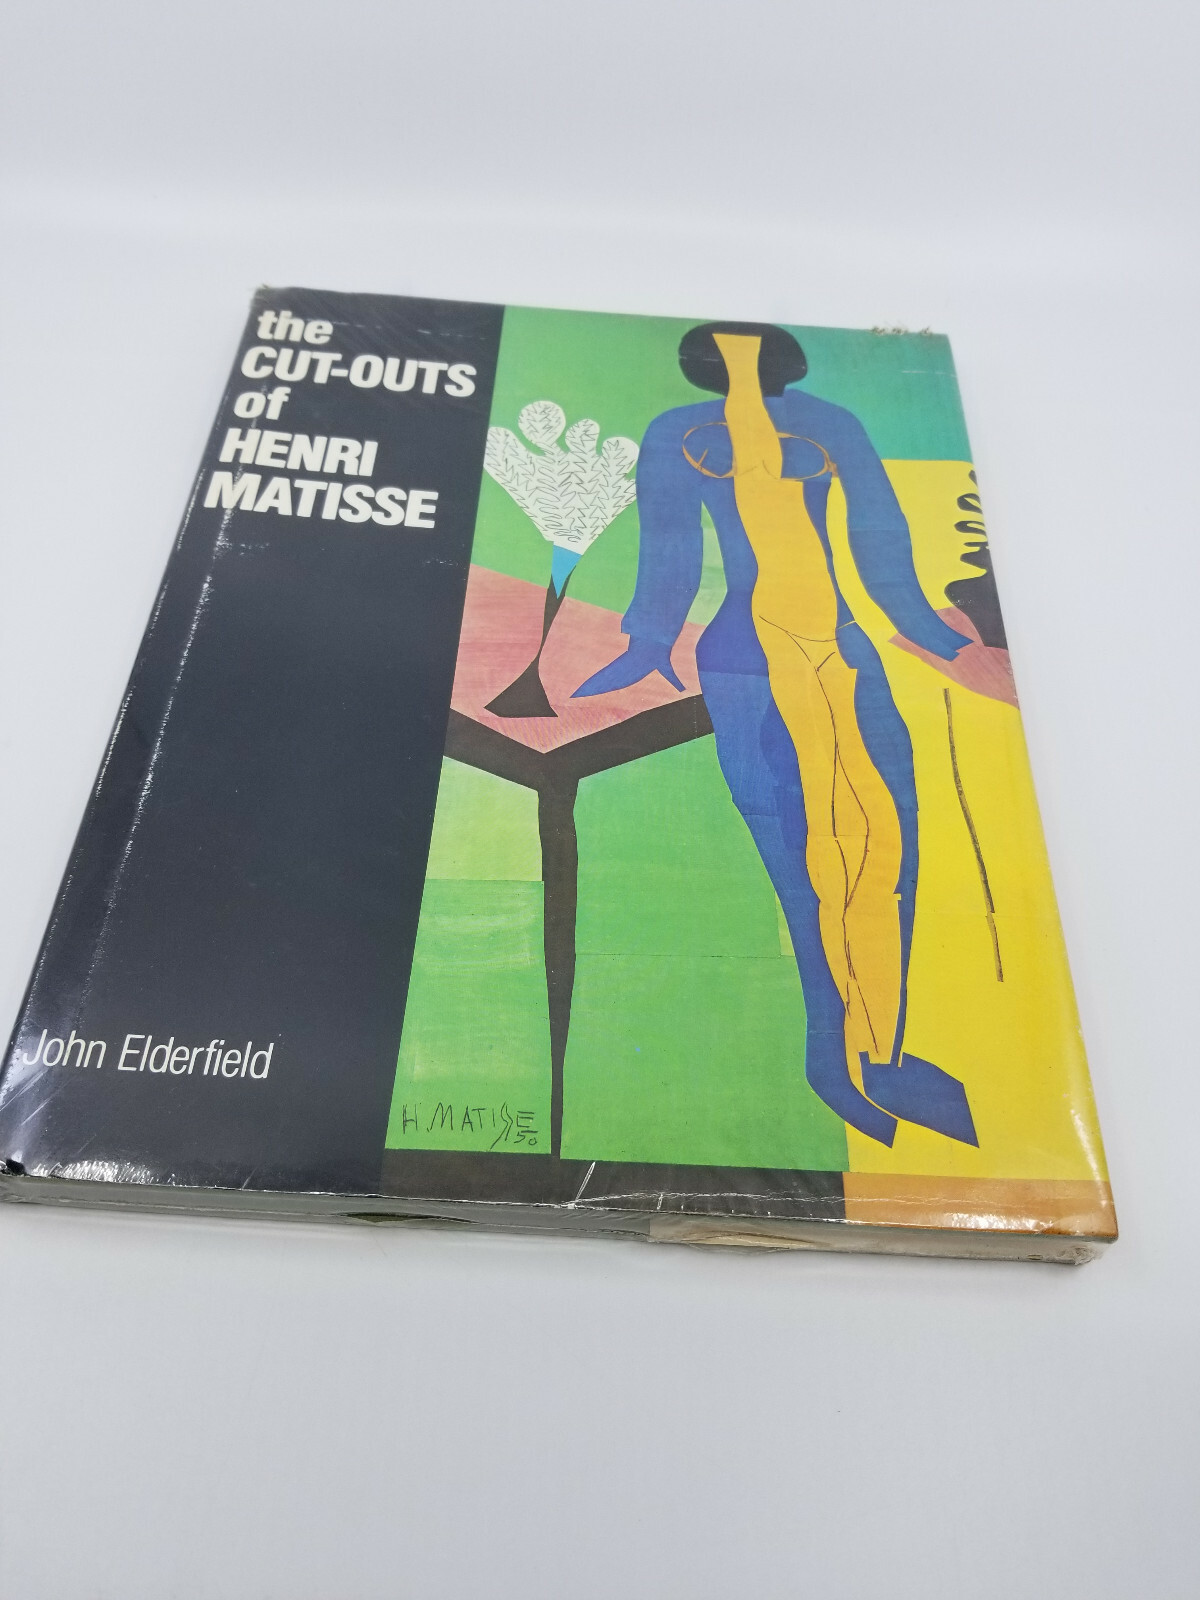 the
CUT-OUTS
of
HENRI
MATISSE
John Elderfield
H. MATISSE
50